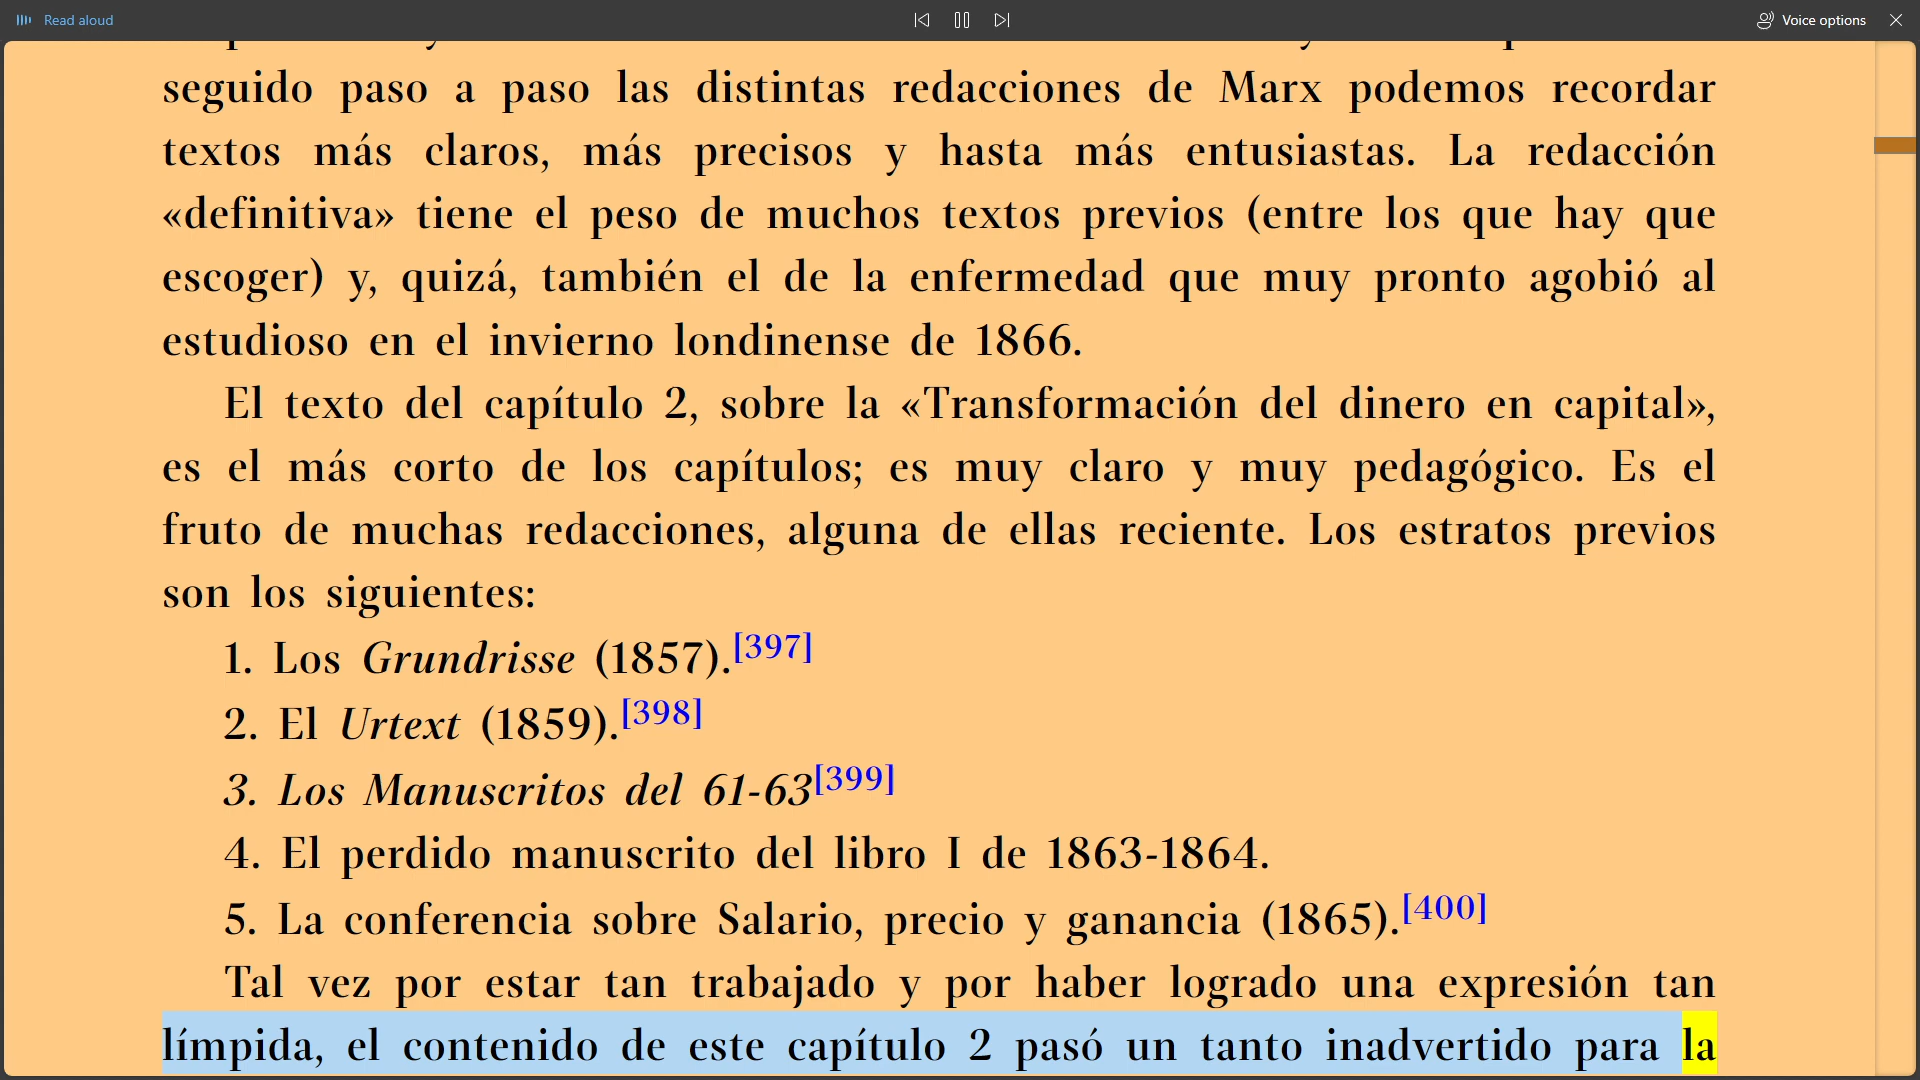 Read aloud
Voice options
seguido paso a paso las distintas redacciones de Marx podemos recordar
textos más claros, más precisos y hasta más entusiastas. La redacción
«definitiva» tiene el peso de muchos textos previos (entre los que hay que
escoger) y, quizá, también el de la enfermedad que muy pronto agobió al
estudioso en el invierno londinense de 1866.
El texto del capítulo 2, sobre la «Transformación del dinero en capital»,
es el más corto de los capítulos; es muy claro y muy pedagógico. Es el
fruto de muchas redacciones, alguna de ellas reciente. Los estratos previos
son los siguientes:
1. Los Grundrisse (1857).[397]
2. El Urtext (1859).[398]
3. Los Manuscritos del 61-63[399]
4. El perdido manuscrito del libro I de 1863-1864.
5. La conferencia sobre Salario, precio y ganancia (1865).[400]
Tal vez por estar tan trabajado y por haber logrado una expresión tan
límpida, el contenido de este capítulo 2 pasó un tanto inadvertido para la